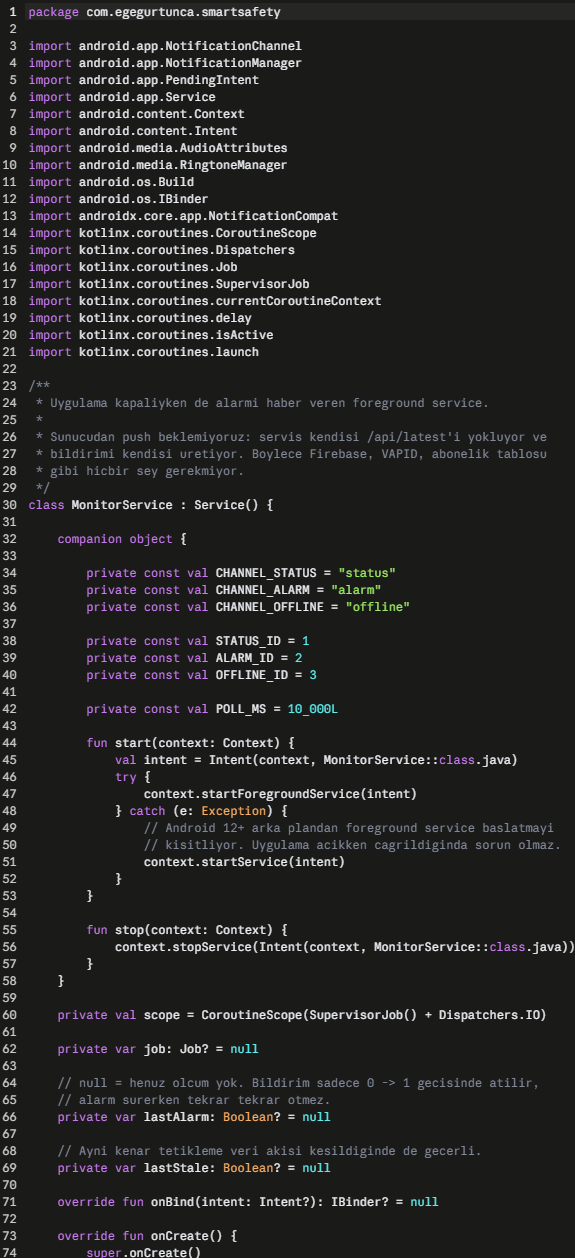 1 package com.egegurtunca.smartsafety
2
3 import android.app.NotificationChannel
4 import android.app.NotificationManager
5 import android.app.PendingIntent
6 import android.app.Service
7 import android.content.Context
8 import android.content.Intent
9 import android.media.AudioAttributes
10 import android.media.RingtoneManager
11 import android.os.Build
12 import android.os.IBinder
13 import androidx.core.app.NotificationCompat
14 import kotlinx.coroutines.CoroutineScope
15 import kotlinx.coroutines.Dispatchers
16 import kotlinx.coroutines.Job
17 import kotlinx.coroutines.SupervisorJob
18 import kotlinx.coroutines.currentCoroutineContext
19 import kotlinx.coroutines.delay
20 import kotlinx.coroutines.isActive
21 import kotlinx.coroutines.launch
22
23 /**
24  * Uygulama kapaliyken de alarmi haber veren foreground service.
25  *
26  * Sunucudan push beklemiyoruz: servis kendisi /api/latest'i yokluyor ve
27  * bildirimi kendisi uretiyor. Boylece Firebase, VAPID, abonelik tablosu
28  * gibi hicbir sey gerekmiyor.
29  */
30 class MonitorService : Service() {
31
32     companion object {
33
34         private const val CHANNEL_STATUS = "status"
35         private const val CHANNEL_ALARM = "alarm"
36         private const val CHANNEL_OFFLINE = "offline"
37
38         private const val STATUS_ID = 1
39         private const val ALARM_ID = 2
40         private const val OFFLINE_ID = 3
41
42         private const val POLL_MS = 10_000L
43
44         fun start(context: Context) {
45             val intent = Intent(context, MonitorService::class.java)
46             try {
47                 context.startForegroundService(intent)
48             } catch (e: Exception) {
49                 // Android 12+ arka plandan foreground service baslatmayi
50                 // kisitliyor. Uygulama acikken cagrildiginda sorun olmaz.
51                 context.startService(intent)
52             }
53         }
54
55         fun stop(context: Context) {
56             context.stopService(Intent(context, MonitorService::class.java))
57         }
58     }
59
60     private val scope = CoroutineScope(SupervisorJob() + Dispatchers.IO)
61
62     private var job: Job? = null
63
64     // null = henuz olcum yok. Bildirim sadece 0 -> 1 gecisinde atilir,
65     // alarm surerken tekrar tekrar otmez.
66     private var lastAlarm: Boolean? = null
67
68     // Ayni kenar tetikleme veri akisi kesildiginde de gecerli.
69     private var lastStale: Boolean? = null
70
71     override fun onBind(intent: Intent?): IBinder? = null
72
73     override fun onCreate() {
74         super.onCreate()